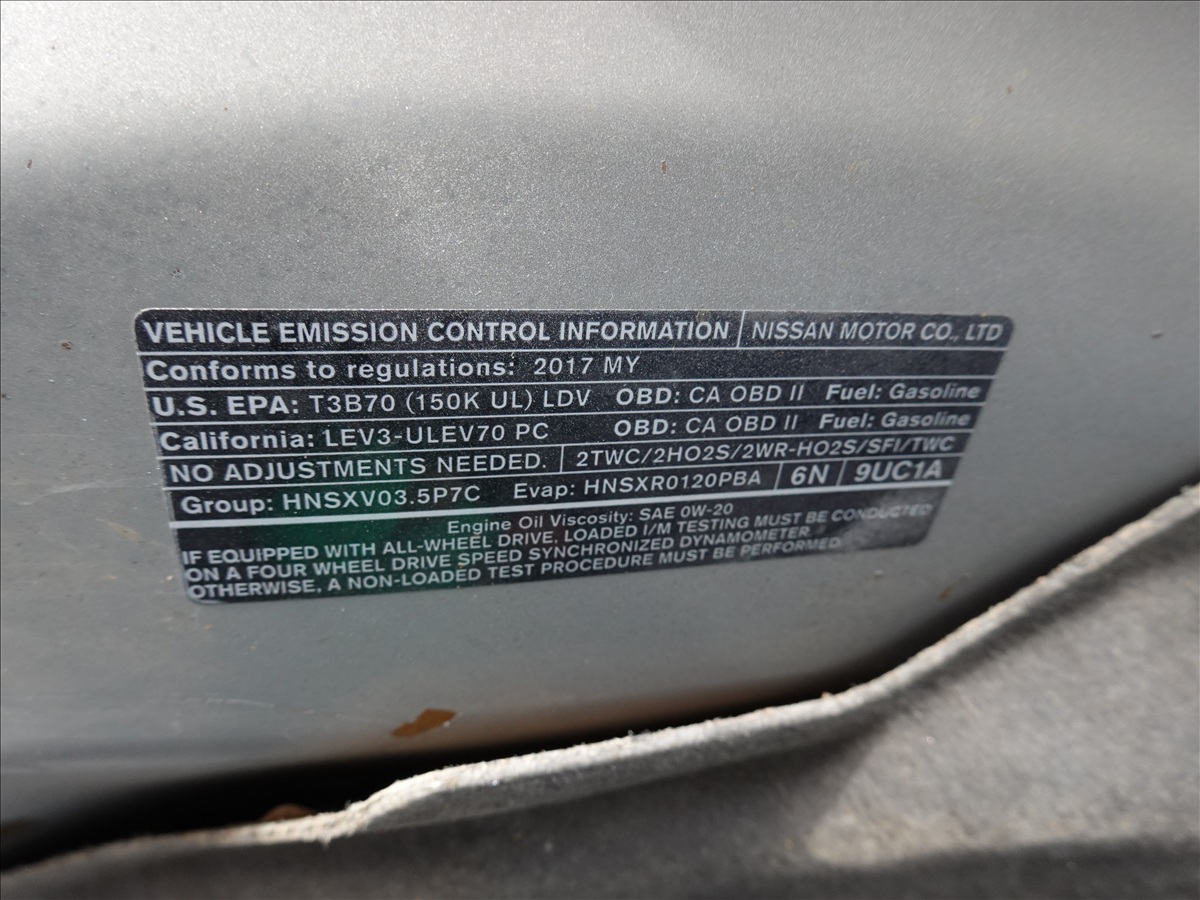 VEHICLE EMISSION CONTROL INFORMATION NISSAN MOTOR CO., LTD
Conforms to regulations: 2017 MY
U.S. EPA: T3B70 (150K UL) LDV OBD: CA OBD II Fuel: Gasoline
California: LEV3-ULEV70 PC OBD: CA OBD II Fuel: Gasoline
NO ADJUSTMENTS NEEDED. 2TWC/2HO2S/2WR-HO2S/SFI/TWC
Group: HNSXV03.5P7C Evap: HNSXR0120PBA 6N 9UC1A
Engine Oil Viscosity: SAE 0W-20
IF EQUIPPED WITH ALL-WHEEL DRIVE, LOADED I/M TESTING MUST BE CONDUCTED
ON A FOUR WHEEL DRIVE SPEED SYNCHRONIZED DYNAMOMETER.
OTHERWISE, A NON-LOADED TEST PROCEDURE MUST BE PERFORMED